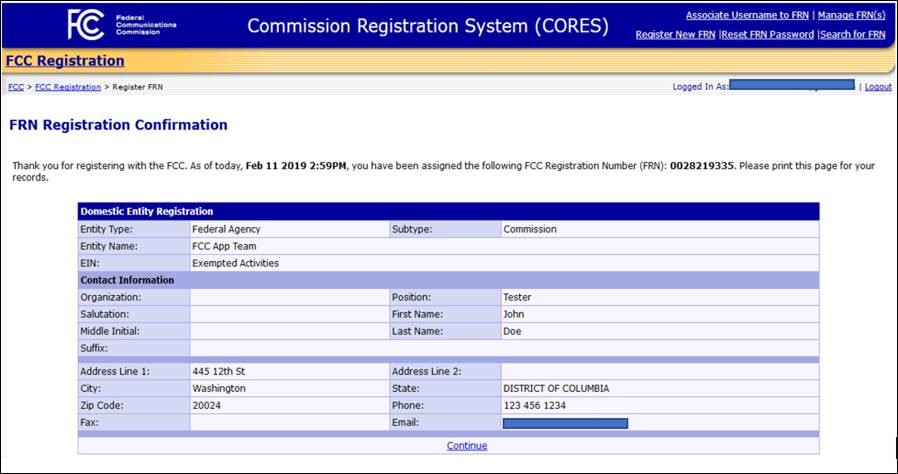 FCC Federal Communications Commission
Commission Registration System (CORES)
Associate Username to FRN | Manage FRN(s)
Register New FRN |Reset FRN Password |Search for FRN
FCC Registration
FCC > FCC Registration > Register FRN
Logged In As: | Logout
FRN Registration Confirmation
Thank you for registering with the FCC. As of today, Feb 11 2019 2:59PM, you have been assigned the following FCC Registration Number (FRN): 0028219335. Please print this page for your
records.
Domestic Entity Registration
Entity Type: Federal Agency Subtype: Commission
Entity Name: FCC App Team
EIN: Exempted Activities
Contact Information
Organization: Position: Tester
Salutation: First Name: John
Middle Initial: Last Name: Doe
Suffix:
Address Line 1: 445 12th St Address Line 2:
City: Washington State: DISTRICT OF COLUMBIA
Zip Code: 20024 Phone: 123 456 1234
Fax: Email:
Continue